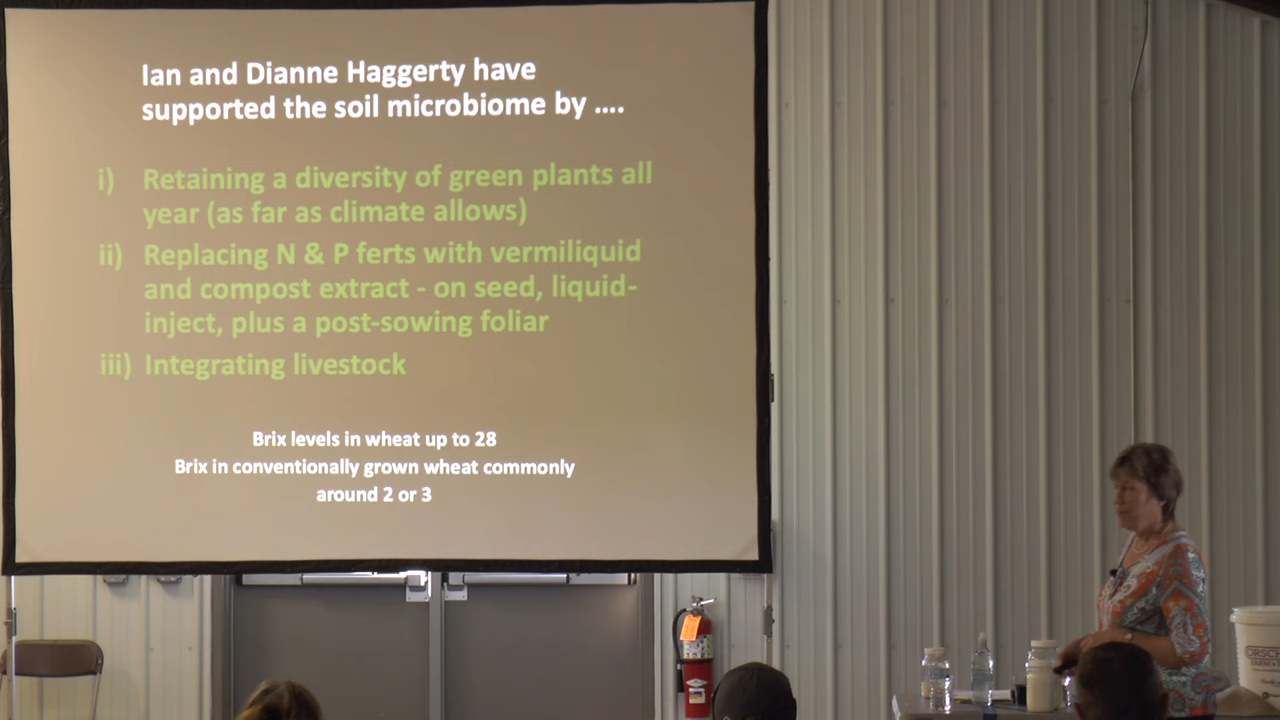 Ian and Dianne Haggerty have
supported the soil microbiome by ....
i) Retaining a diversity of green plants all
year (as far as climate allows)
ii) Replacing N & P ferts with vermiliquid
and compost extract - on seed, liquid-
inject, plus a post-sowing foliar
iii) Integrating livestock
Brix levels in wheat up to 28
Brix in conventionally grown wheat commonly
around 2 or 3